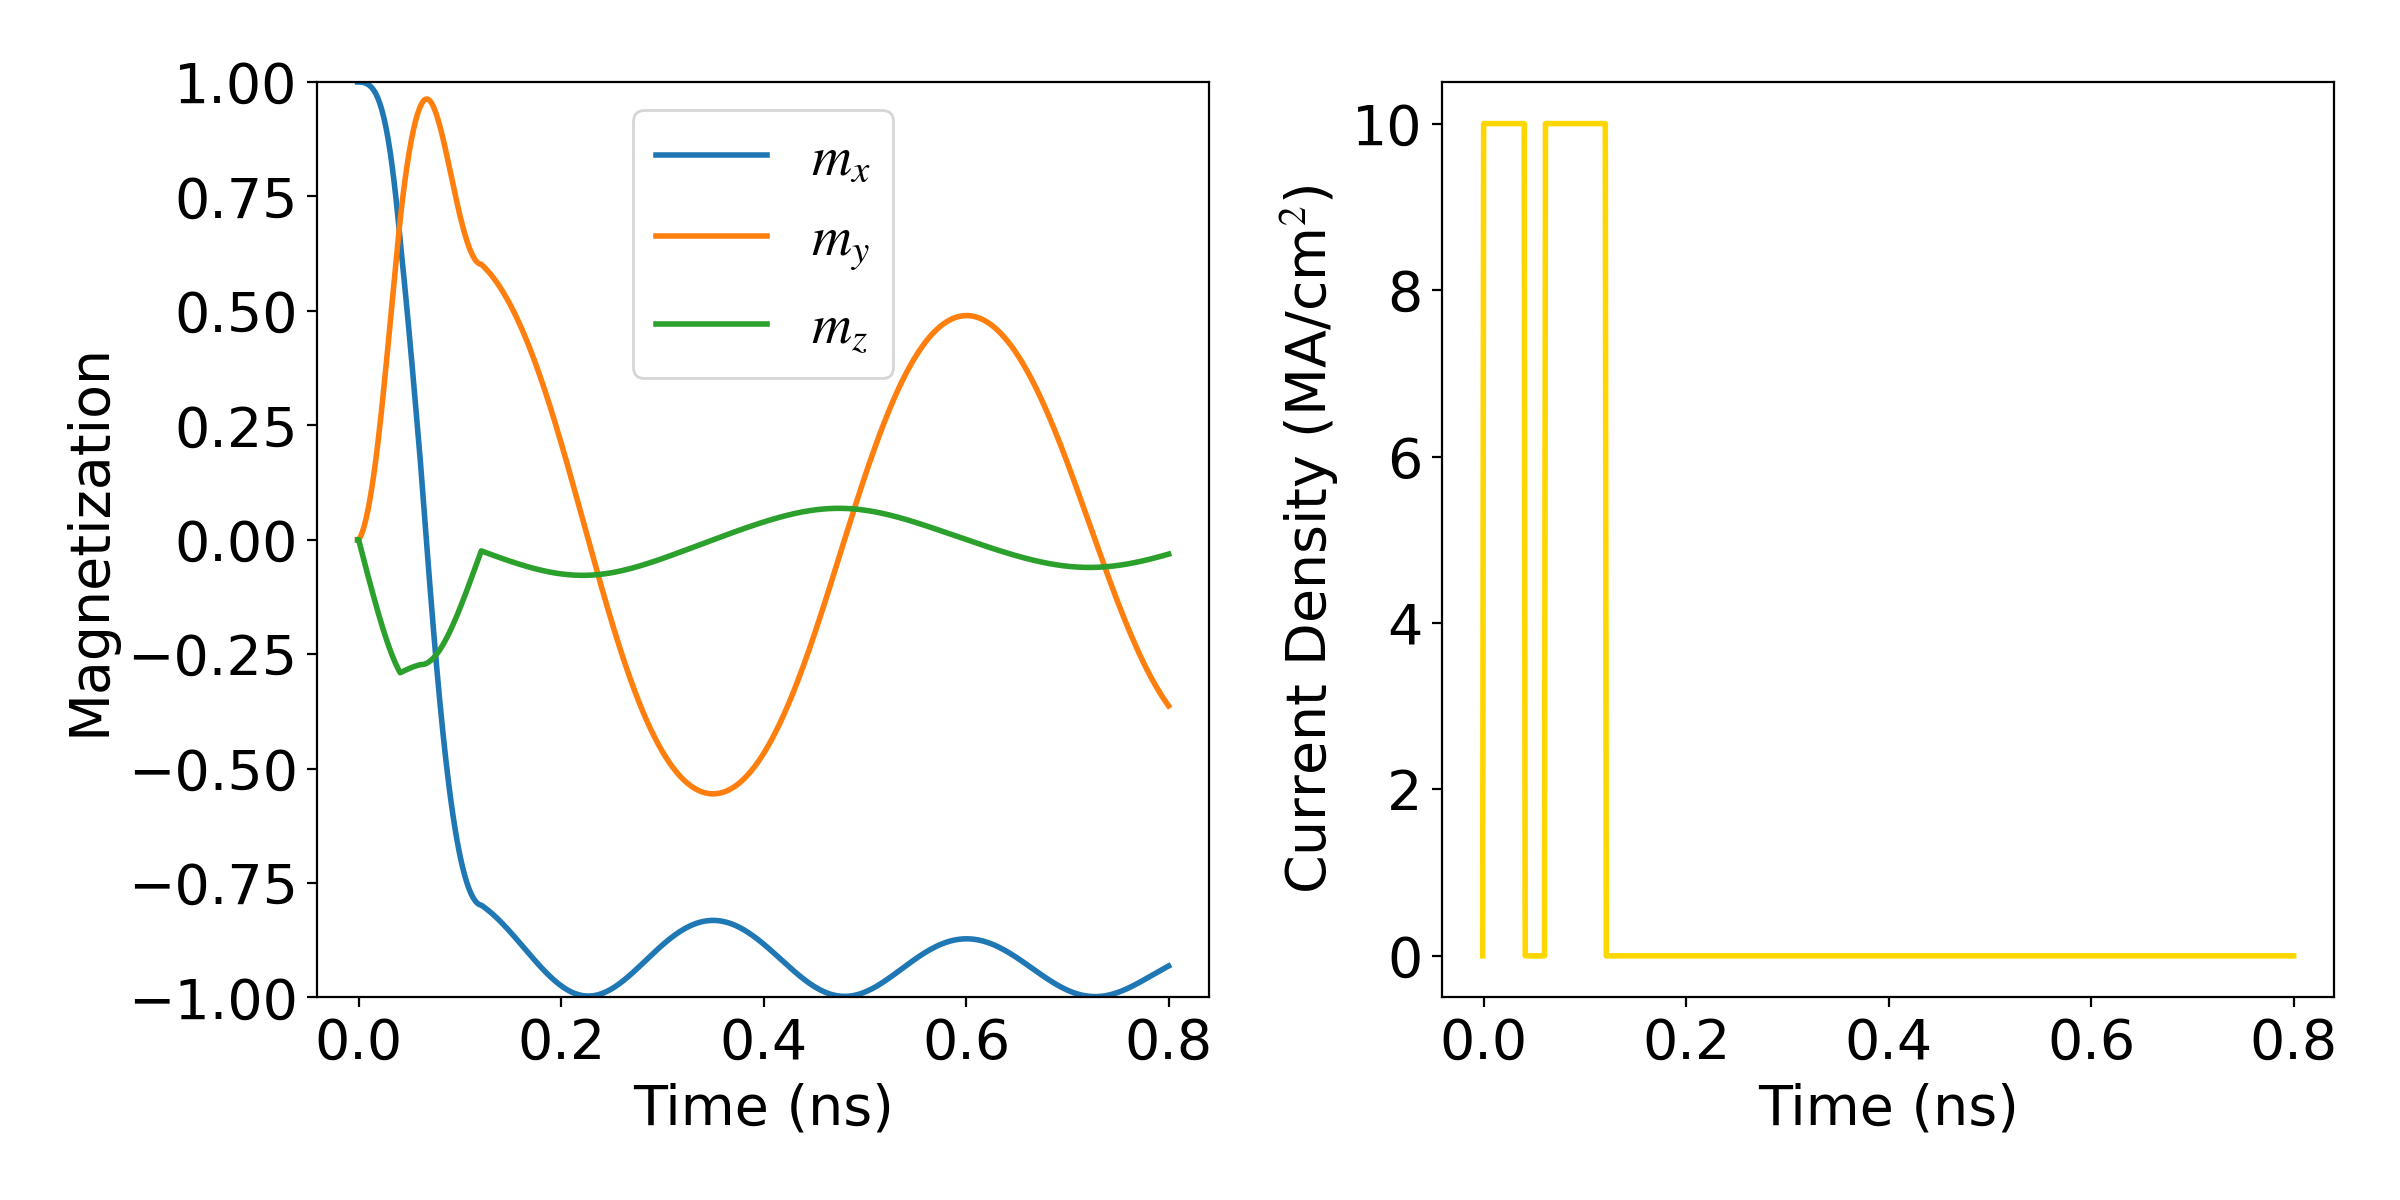 Magnetization
1.00
0.75
0.50
0.25
0.00
−0.25
−0.50
−0.75
−1.00
0.0 0.2 0.4 0.6 0.8
Time (ns)
m_x
m_y
m_z
Current Density (MA/cm²)
10
8
6
4
2
0
0.0 0.2 0.4 0.6 0.8
Time (ns)